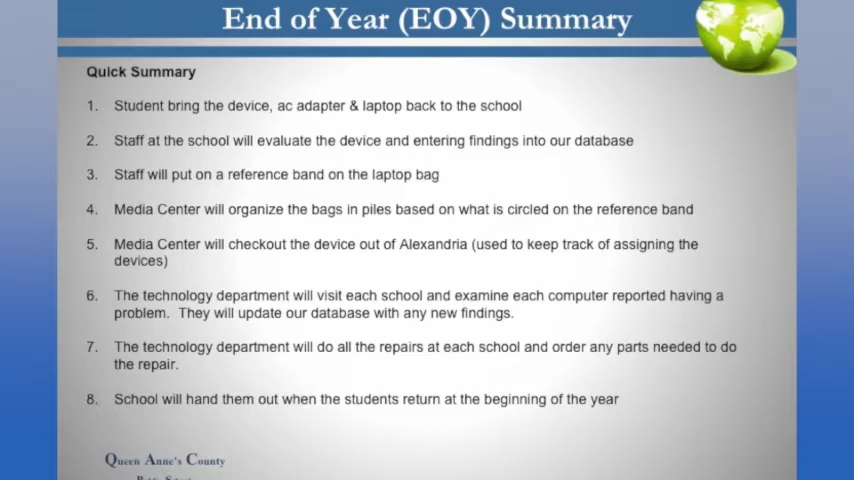 End of Year (EOY) Summary
Quick Summary
1. Student bring the device, ac adapter & laptop back to the school
2. Staff at the school will evaluate the device and entering findings into our database
3. Staff will put on a reference band on the laptop bag
4. Media Center will organize the bags in piles based on what is circled on the reference band
5. Media Center will checkout the device out of Alexandria (used to keep track of assigning the
devices)
6. The technology department will visit each school and examine each computer reported having a
problem. They will update our database with any new findings.
7. The technology department will do all the repairs at each school and order any parts needed to do
the repair.
8. School will hand them out when the students return at the beginning of the year
Queen Anne's County